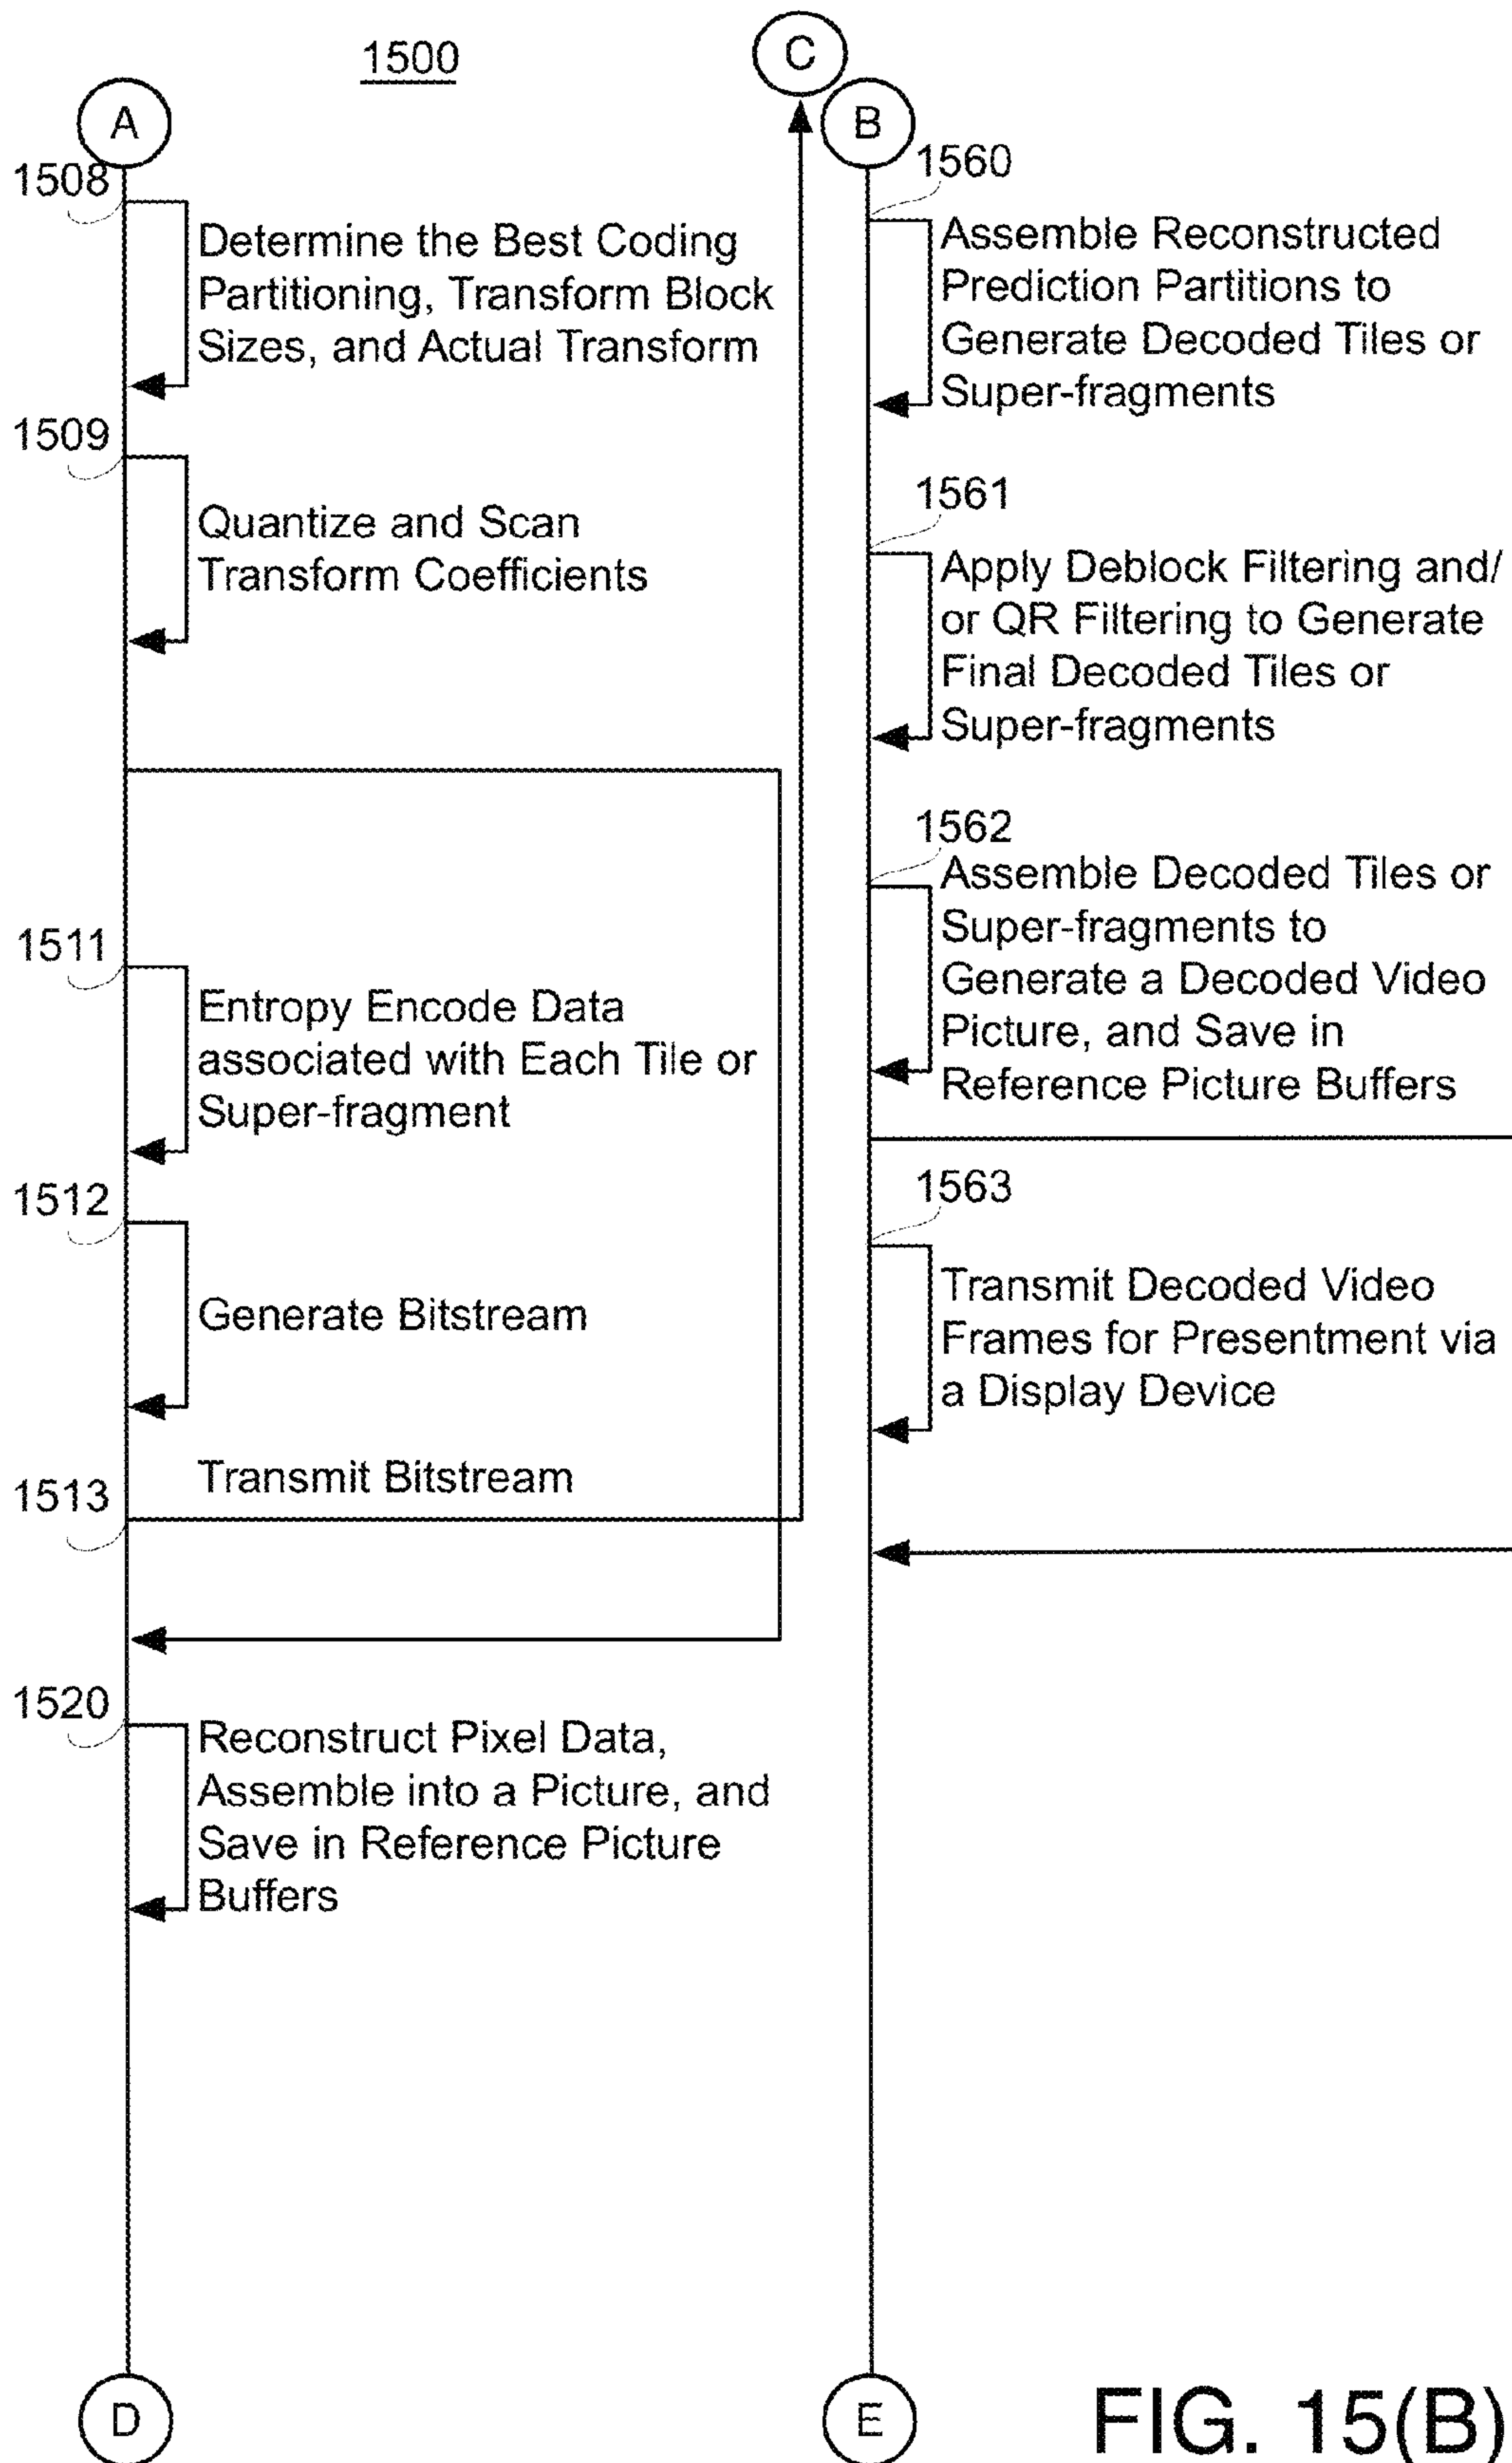 1500
A
1508
Determine the Best Coding
Partitioning, Transform Block
Sizes, and Actual Transform
1509
Quantize and Scan
Transform Coefficients
1511
Entropy Encode Data
associated with Each Tile or
Super-fragment
1512
Generate Bitstream
1513
Transmit Bitstream
1520
Reconstruct Pixel Data,
Assemble into a Picture, and
Save in Reference Picture
Buffers
D
C
B
1560
Assemble Reconstructed
Prediction Partitions to
Generate Decoded Tiles or
Super-fragments
1561
Apply Deblock Filtering and/
or QR Filtering to Generate
Final Decoded Tiles or
Super-fragments
1562
Assemble Decoded Tiles or
Super-fragments to
Generate a Decoded Video
Picture, and Save in
Reference Picture Buffers
1563
Transmit Decoded Video
Frames for Presentment via
a Display Device
E
FIG. 15(B)